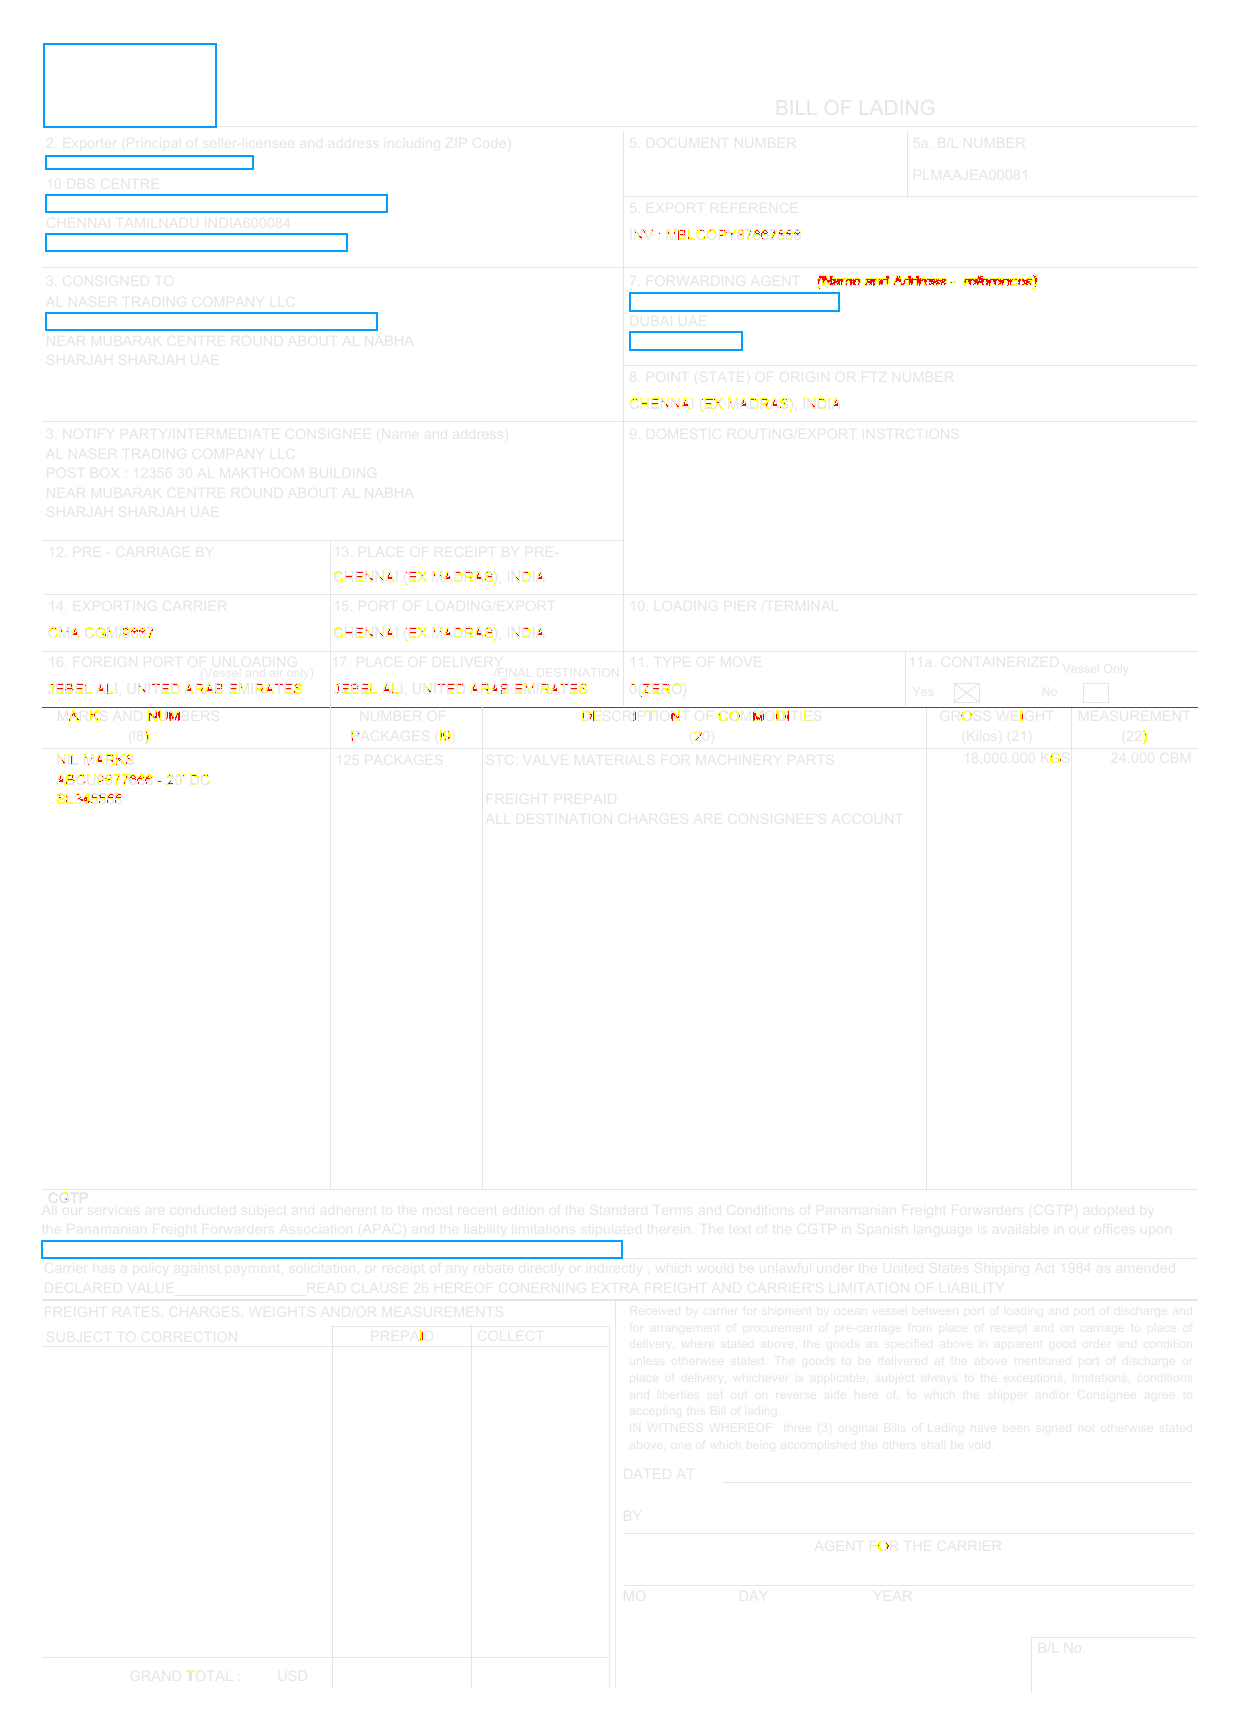 BILL OF LADING
2. Exporter (Principal of seller-licensee and address including ZIP Code)
5. DOCUMENT NUMBER
5a. B/L NUMBER
10 DBS CENTRE
PLMAAJEA00081
CHENNAI TAMILNADU INDIA600084
5. EXPORT REFERENCE
INV : MBLCOPY67867656
3. CONSIGNED TO
AL NASER TRADING COMPANY LLC
7. FORWARDING AGENT (Name and Address - references)
DUBAI UAE
NEAR MUBARAK CENTRE ROUND ABOUT AL NABHA
SHARJAH SHARJAH UAE
8. POINT (STATE) OF ORIGIN OR FTZ NUMBER
CHENNAI (EX MADRAS), INDIA
3. NOTIFY PARTY/INTERMEDIATE CONSIGNEE (Name and address)
AL NASER TRADING COMPANY LLC
POST BOX : 12356 30 AL MAKTHOOM BUILDING
NEAR MUBARAK CENTRE ROUND ABOUT AL NABHA
SHARJAH SHARJAH UAE
9. DOMESTIC ROUTING/EXPORT INSTRCTIONS
12. PRE - CARRIAGE BY
13. PLACE OF RECEIPT BY PRE-
CHENNAI (EX MADRAS), INDIA
14. EXPORTING CARRIER
15. PORT OF LOADING/EXPORT
10. LOADING PIER /TERMINAL
CMA CGM/
CHENNAI (EX MADRAS), INDIA
16. FOREIGN PORT OF UNLOADING
(Vessel and air only)
17. PLACE OF DELIVERY
/FINAL DESTINATION
11. TYPE OF MOVE
11a. CONTAINERIZED
Vessel Only
JEBEL ALI, UNITED ARAB EMIRATES
JEBEL ALI, UNITED ARAB EMIRATES
0(ZERO)
Yes
No
MARKS AND NUMBERS
(I8)
NUMBER OF
PACKAGES (I9)
DESCRIPTION OF COMMODITIES
(20)
GROSS WEIGHT
(Kilos) (21)
MEASUREMENT
(22)
NIL MARKS
125 PACKAGES
STC: VALVE MATERIALS FOR MACHINERY PARTS
18,000.000 KGS
24.000 CBM
- 20' DC
FREIGHT PREPAID
ALL DESTINATION CHARGES ARE CONSIGNEE'S ACCOUNT
CGTP
All our services are conducted subject and adherent to the most recent edition of the Standard Terms and Conditions of Panamanian Freight Forwarders (CGTP) adopted by
the Panamanian Freight Forwarders Association (APAC) and the liability limitations stipulated therein. The text of the CGTP in Spanish language is available in our offices upon
Carrier has a policy against payment, solicitation, or receipt of any rebate directly or indirectly , which would be unlawful under the United States Shipping Act 1984 as amended
DECLARED VALUE________________READ CLAUSE 26 HEREOF CONERNING EXTRA FREIGHT AND CARRIER'S LIMITATION OF LIABILITY
FREIGHT RATES, CHARGES, WEIGHTS AND/OR MEASUREMENTS
SUBJECT TO CORRECTION
PREPAID
COLLECT
Received by carrier for shipment by ocean vessel between port of loading and port of discharge and
for arrangement of procurement of pre-carriage from place of receipt and on carriage to place of
delivery, where stated above, the goods as specified above in apparent good order and condition
unless otherwise stated. The goods to be delivered at the above mentioned port of discharge or
place of delivery. whichever is applicable, subject always to the exceptions, limitations, conditions
and liberties set out on reverse side here of, to which the shipper and/or Consignee agree to
accepting this Bill of lading.
IN WITNESS WHEREOF three (3) original Bills of Lading have been signed not otherwise stated
above, one of which being accomplished the others shall be void.
DATED AT
BY
AGENT FOR THE CARRIER
MO
DAY
YEAR
B/L No.
GRAND TOTAL :
USD